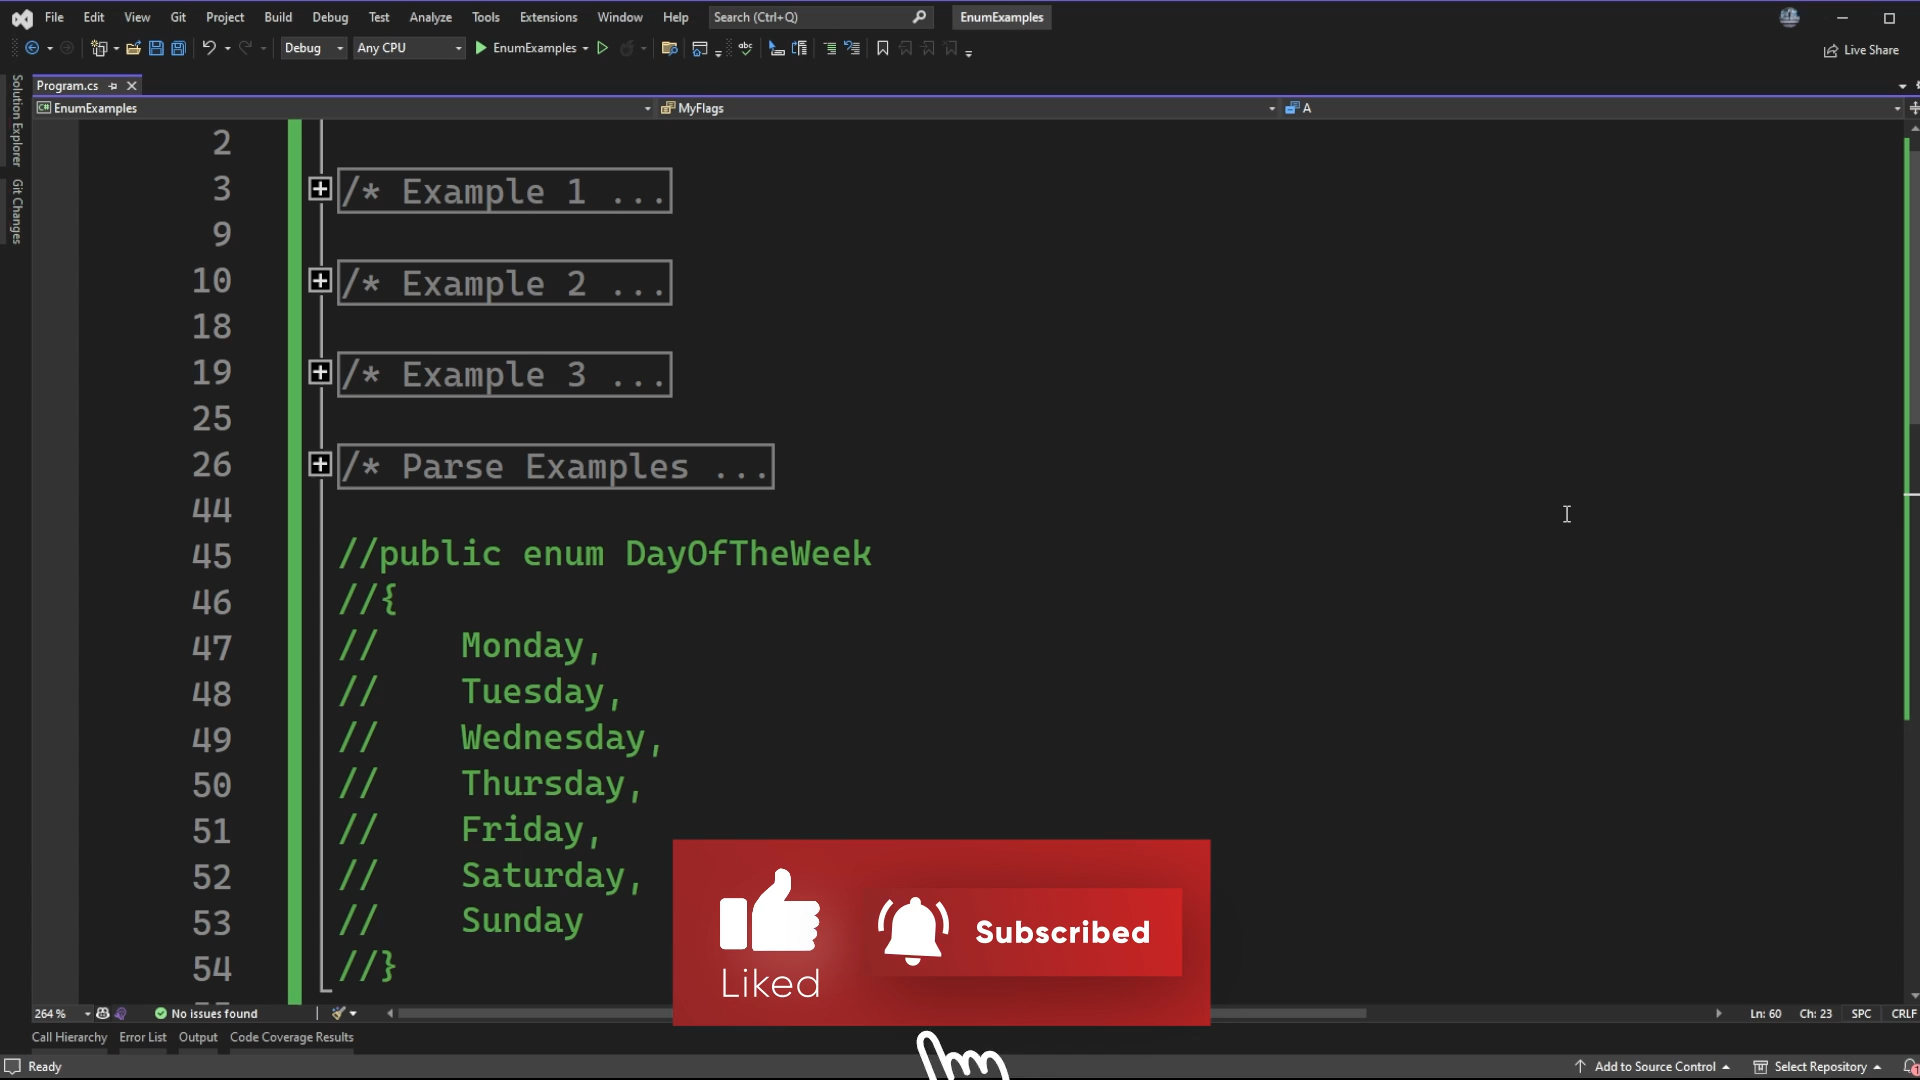 File Edit View Git Project Build Debug Test Analyze Tools Extensions Window Help Search (Ctrl+Q) EnumExamples
Debug Any CPU EnumExamples Live Share
Solution Explorer
Git Changes
Program.cs
C# EnumExamples MyFlags A
2
3 /* Example 1 ...
9
10 /* Example 2 ...
18
19 /* Example 3 ...
25
26 /* Parse Examples ...
44
45 //public enum DayOfTheWeek
46 //{
47 // Monday,
48 // Tuesday,
49 // Wednesday,
50 // Thursday,
51 // Friday,
52 // Saturday,
53 // Sunday
54 //}
Liked
Subscribed
264 % No issues found Ln: 60 Ch: 23 SPC CRLF
Call Hierarchy Error List Output Code Coverage Results
Ready Add to Source Control Select Repository 1